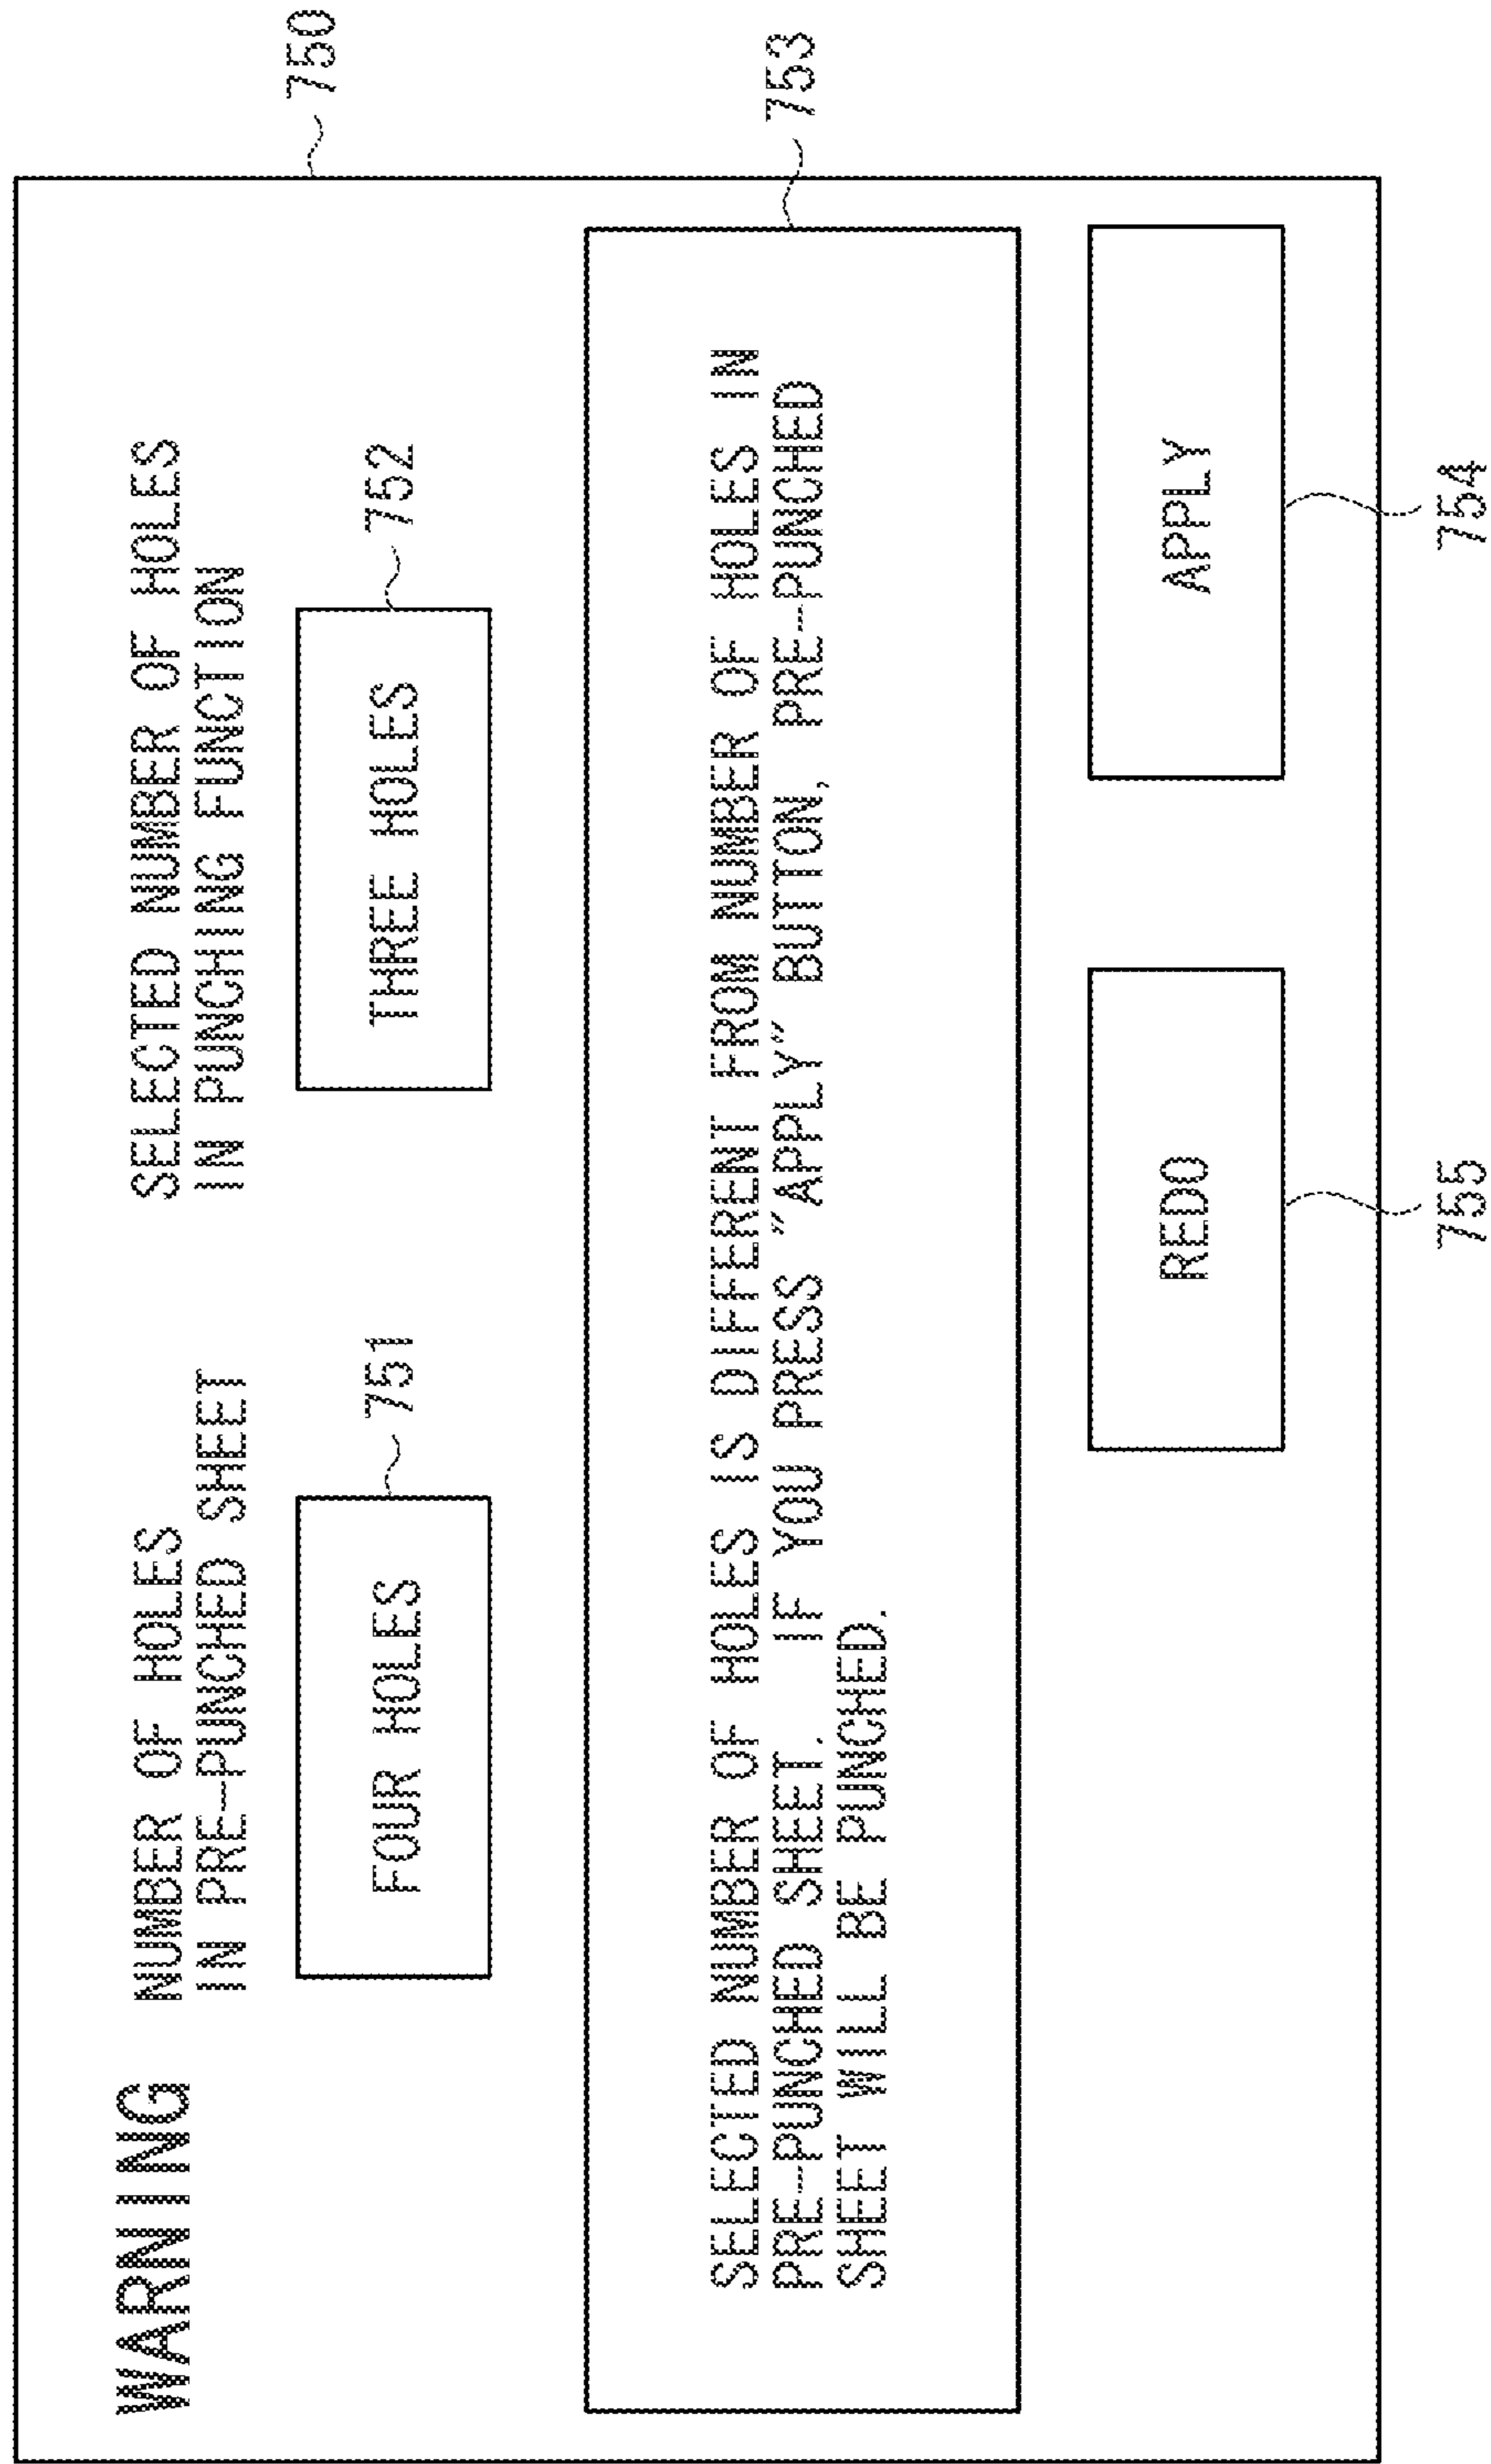 750
WARNING
NUMBER OF HOLES
IN PRE-PUNCHED SHEET
SELECTED NUMBER OF HOLES
IN PUNCHING FUNCTION
751
FOUR HOLES
752
THREE HOLES
753
SELECTED NUMBER OF HOLES IS DIFFERENT FROM NUMBER OF HOLES IN
PRE-PUNCHED SHEET. IF YOU PRESS "APPLY" BUTTON, PRE-PUNCHED
SHEET WILL BE PUNCHED.
REDO
APPLY
755
754